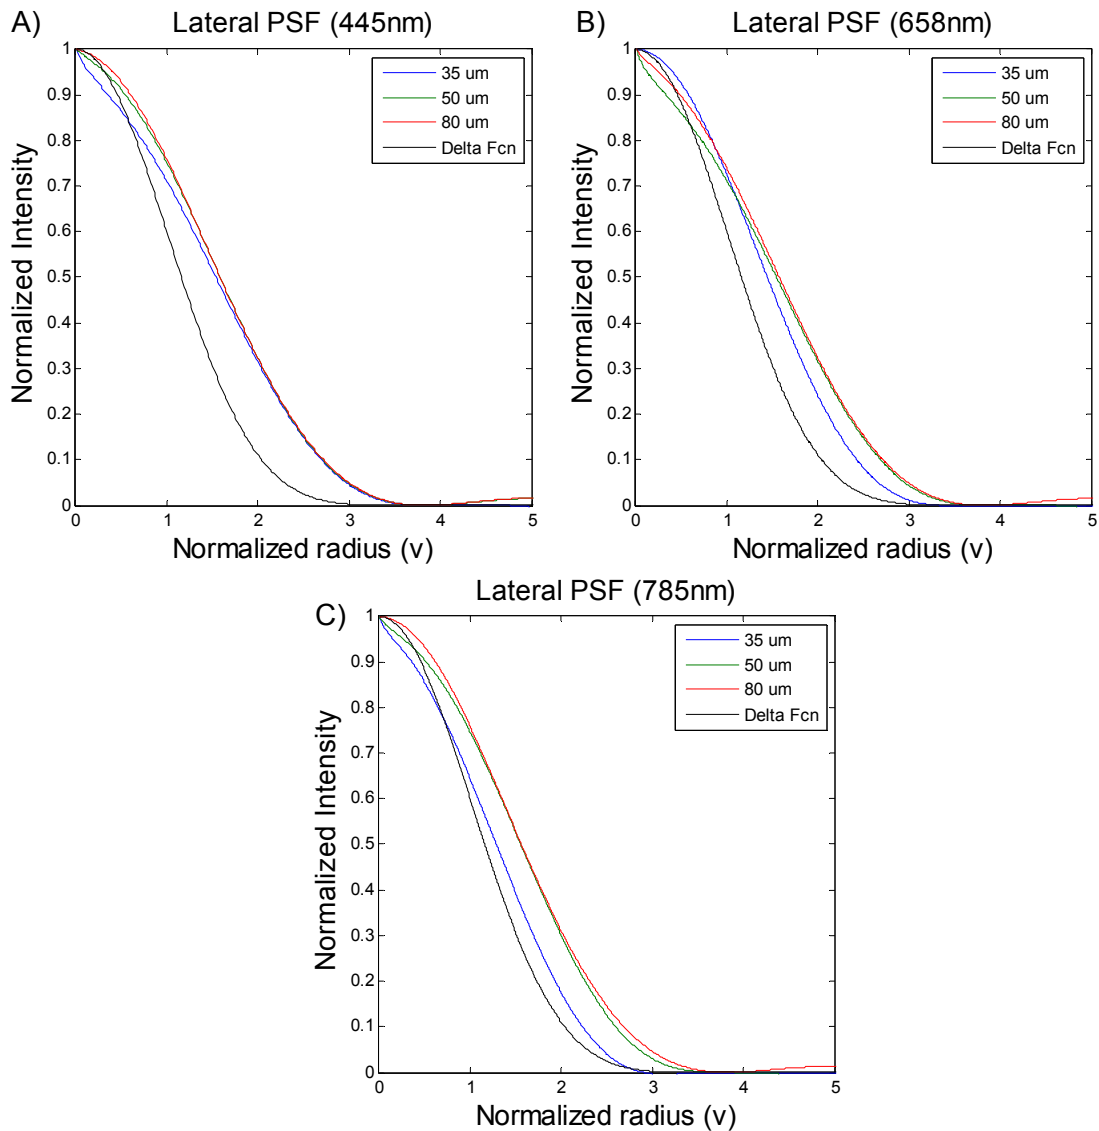 A) Lateral PSF (445nm)
Normalized Intensity
1
0.9
0.8
0.7
0.6
0.5
0.4
0.3
0.2
0.1
0
35 um
50 um
80 um
Delta Fcn
0 1 2 3 4 5
Normalized radius (v)
B) Lateral PSF (658nm)
Normalized Intensity
1
0.9
0.8
0.7
0.6
0.5
0.4
0.3
0.2
0.1
0
35 um
50 um
80 um
Delta Fcn
0 1 2 3 4 5
Normalized radius (v)
C) Lateral PSF (785nm)
Normalized Intensity
1
0.9
0.8
0.7
0.6
0.5
0.4
0.3
0.2
0.1
0
35 um
50 um
80 um
Delta Fcn
0 1 2 3 4 5
Normalized radius (v)